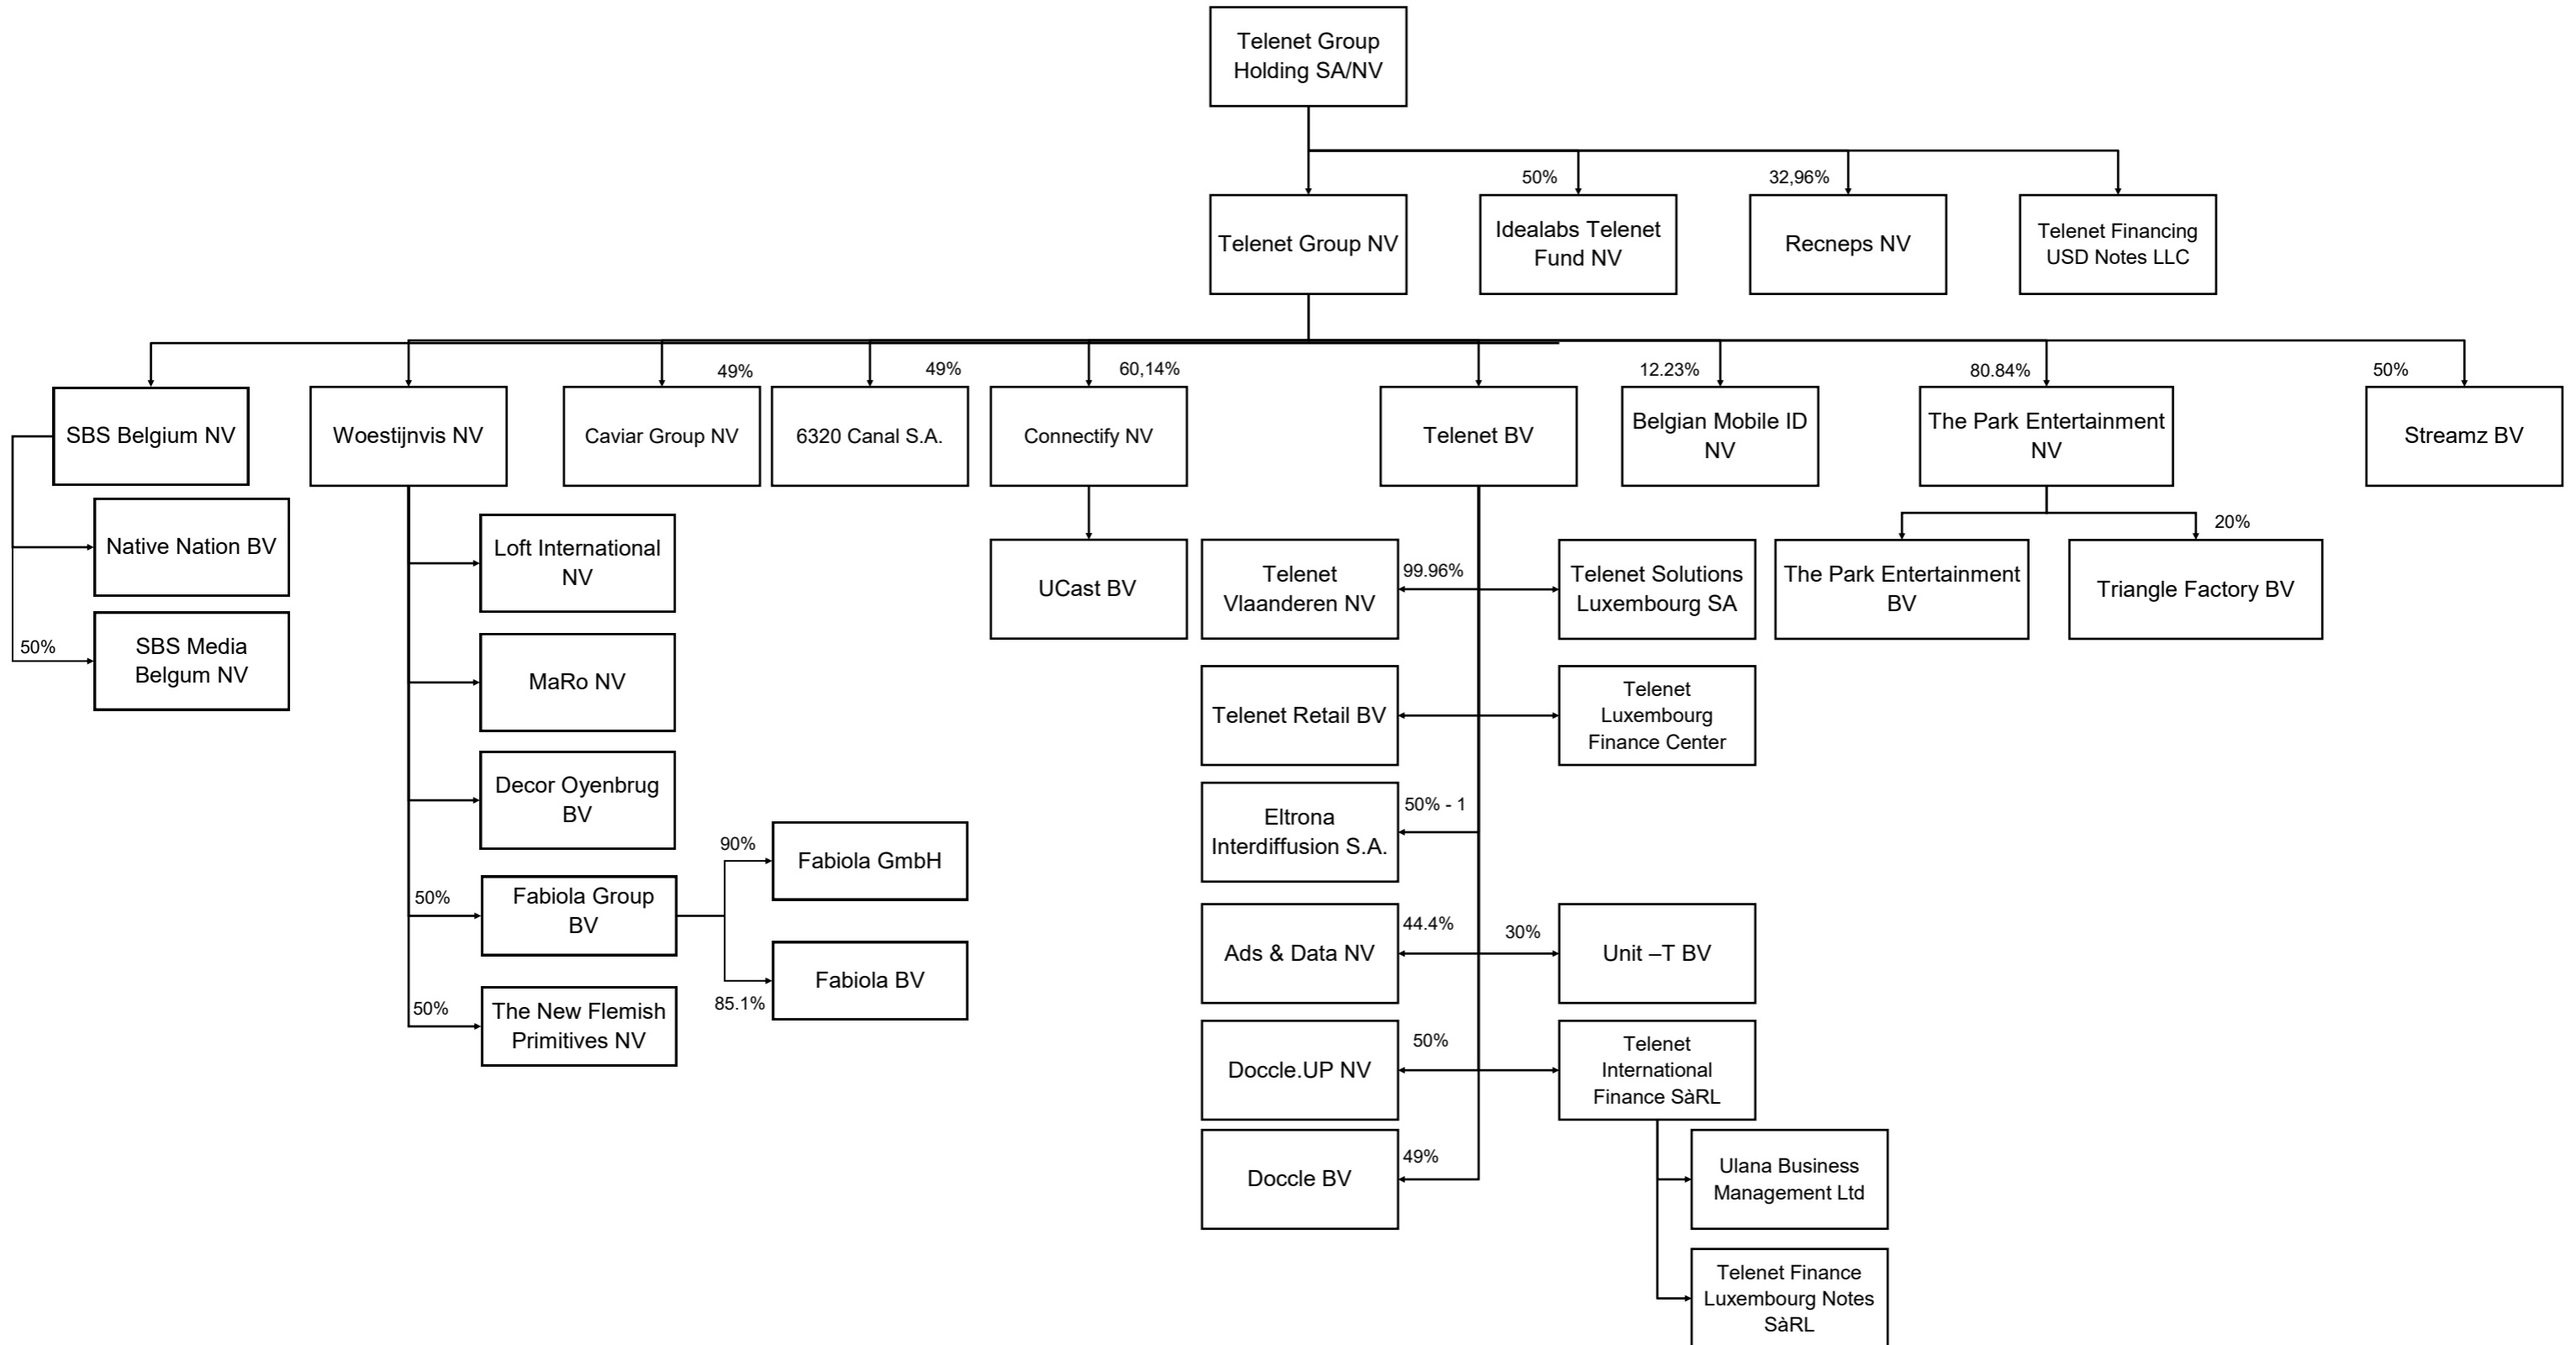 Telenet Group
Holding SA/NV
50%
32,96%
Telenet Group NV
Idealabs Telenet
Fund NV
Recneps NV
Telenet Financing
USD Notes LLC
49%
49%
60,14%
12.23%
80.84%
50%
SBS Belgium NV
Woestijnvis NV
Caviar Group NV
6320 Canal S.A.
Connectify NV
Telenet BV
Belgian Mobile ID
NV
The Park Entertainment
NV
Streamz BV
Native Nation BV
50%
SBS Media
Belgum NV
Loft International
NV
MaRo NV
Decor Oyenbrug
BV
50%
Fabiola Group
BV
90%
Fabiola GmbH
85.1%
Fabiola BV
50%
The New Flemish
Primitives NV
UCast BV
Telenet
Vlaanderen NV
99.96%
Telenet Solutions
Luxembourg SA
Telenet Retail BV
Telenet
Luxembourg
Finance Center
Eltrona
Interdiffusion S.A.
50% - 1
Ads & Data NV
44.4%
30%
Unit –T BV
Doccle.UP NV
50%
Telenet
International
Finance SàRL
Doccle BV
49%
Ulana Business
Management Ltd
Telenet Finance
Luxembourg Notes
SàRL
20%
The Park Entertainment
BV
Triangle Factory BV